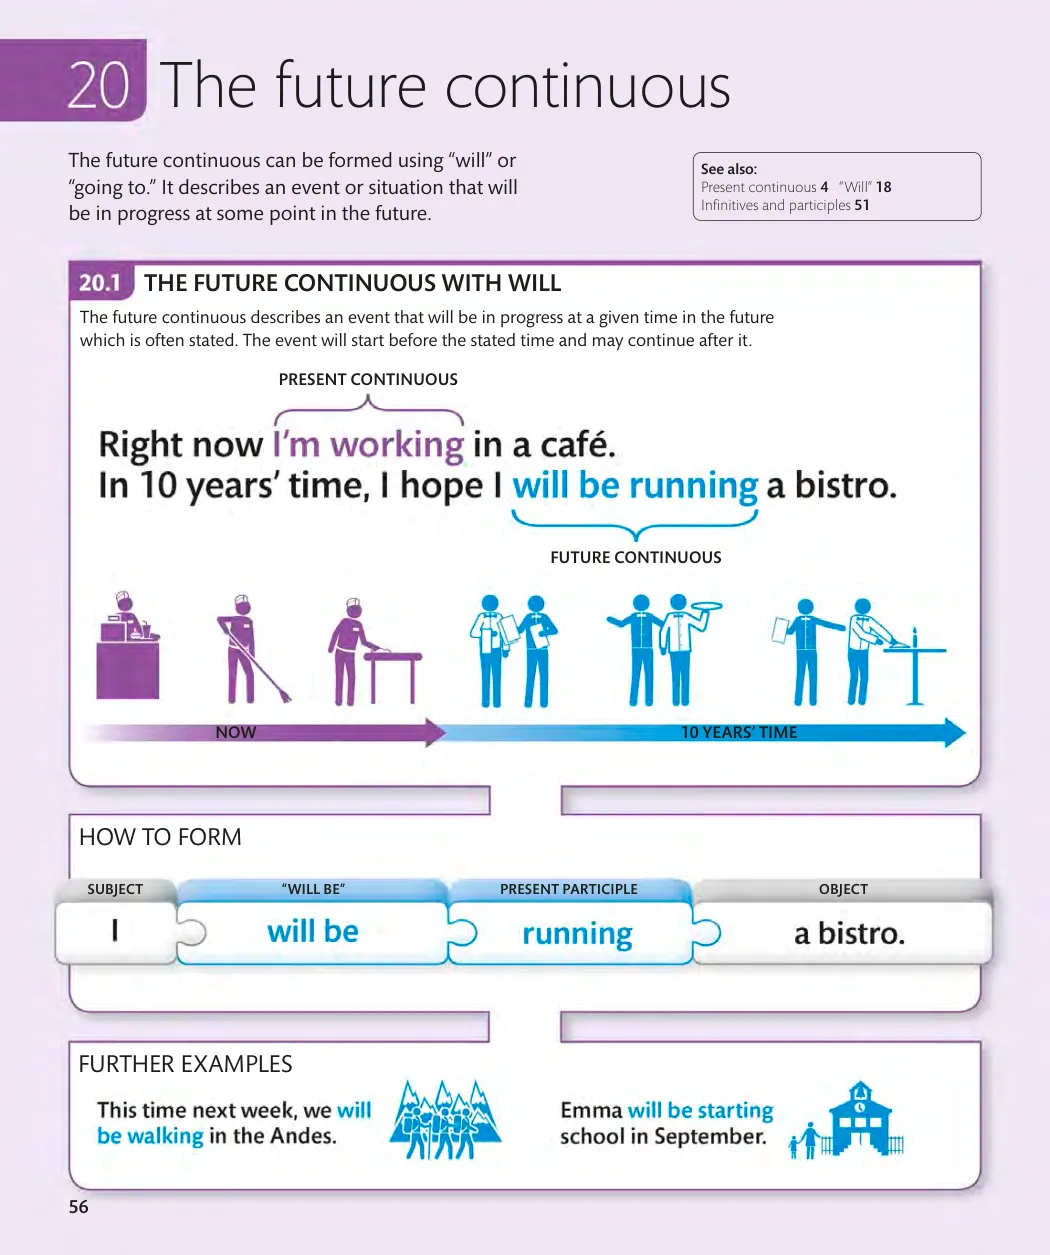 20 The future continuous
The future continuous can be formed using “will” or
“going to.” It describes an event or situation that will
be in progress at some point in the future.
See also:
Present continuous 4 “Will” 18
Infinitives and participles 51
20.1 THE FUTURE CONTINUOUS WITH WILL
The future continuous describes an event that will be in progress at a given time in the future
which is often stated. The event will start before the stated time and may continue after it.
PRESENT CONTINUOUS
Right now I’m working in a café.
In 10 years’ time, I hope I will be running a bistro.
FUTURE CONTINUOUS
NOW 10 YEARS’ TIME
HOW TO FORM
SUBJECT “WILL BE” PRESENT PARTICIPLE OBJECT
I will be running a bistro.
FURTHER EXAMPLES
This time next week, we will
be walking in the Andes.
Emma will be starting
school in September.
56